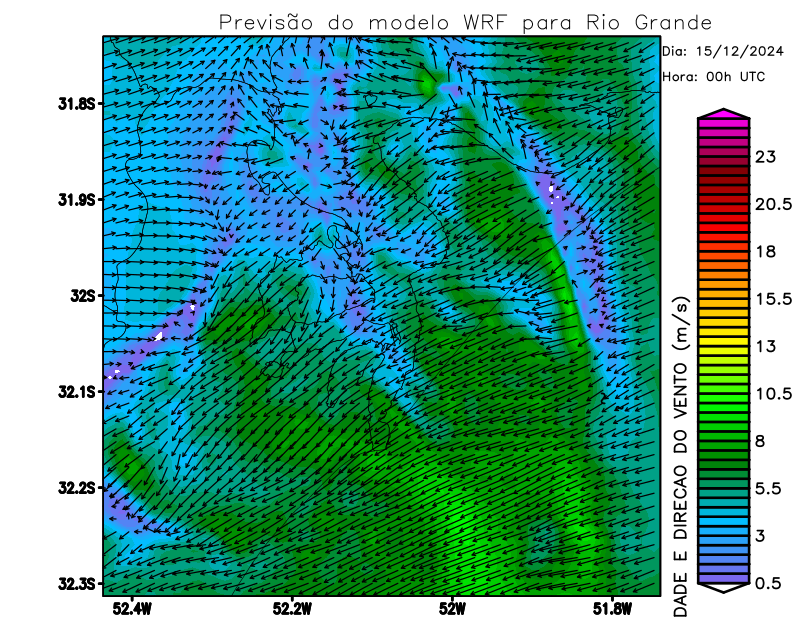 Previsão do modelo WRF para Rio Grande
Dia: 15/12/2024
Hora: 00h UTC
31.8S
31.9S
32S
32.1S
32.2S
32.3S
52.4W
52.2W
52W
51.8W
23
20.5
18
15.5
13
10.5
8
5.5
3
0.5
DADE E DIRECAO DO VENTO (m/s)